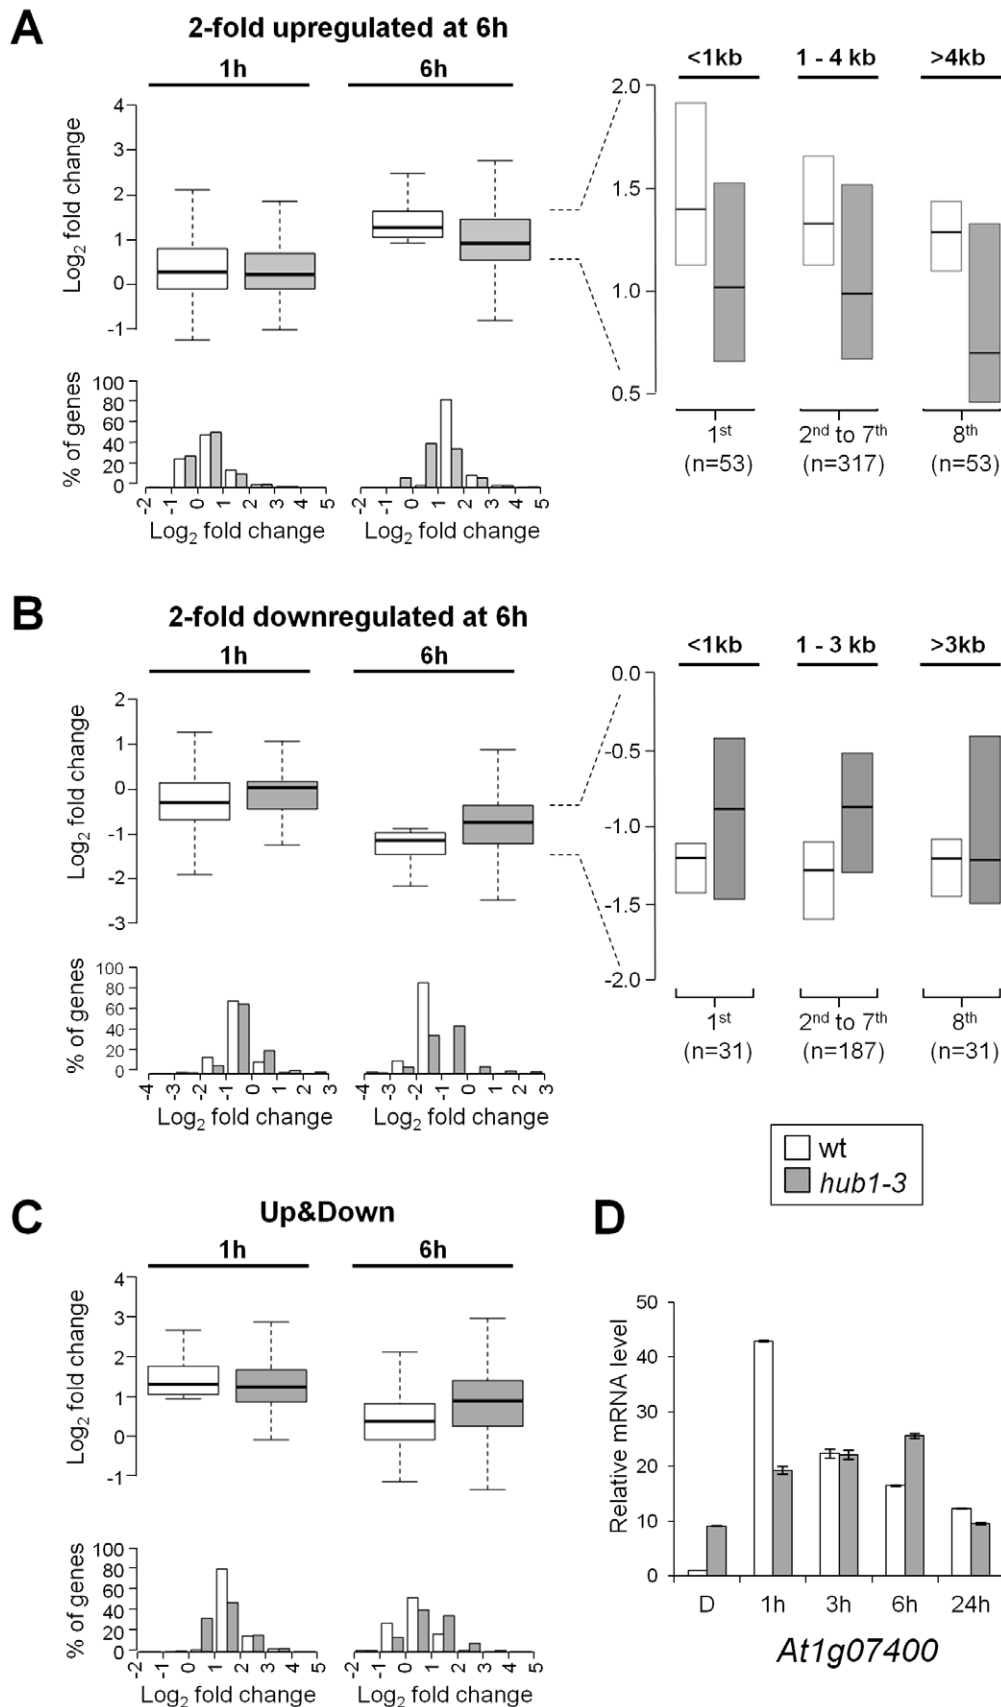 A
2-fold upregulated at 6h
1h 6h
<1kb 1 - 4 kb >4kb
Log2 fold change
4
3
2
1
0
-1
2.0
1.5
1.0
0.5
% of genes
100
80
60
40
20
0
-2 -1 0 1 2 3 4 5
-2 -1 0 1 2 3 4 5
Log2 fold change Log2 fold change
1st 2nd to 7th 8th
(n=53) (n=317) (n=53)
B
2-fold downregulated at 6h
1h 6h
<1kb 1 - 3 kb >3kb
Log2 fold change
2
1
0
-1
-2
-3
0.0
-0.5
-1.0
-1.5
-2.0
% of genes
100
80
60
40
20
0
-4 -3 -2 -1 0 1 2 3
-4 -3 -2 -1 0 1 2 3
Log2 fold change Log2 fold change
1st 2nd to 7th 8th
(n=31) (n=187) (n=31)
wt
hub1-3
C
Up&Down
1h 6h
Log2 fold change
4
3
2
1
0
-1
% of genes
100
80
60
40
20
0
-2 -1 0 1 2 3 4 5
-2 -1 0 1 2 3 4 5
Log2 fold change Log2 fold change
D
Relative mRNA level
50
40
30
20
10
0
D 1h 3h 6h 24h
At1g07400